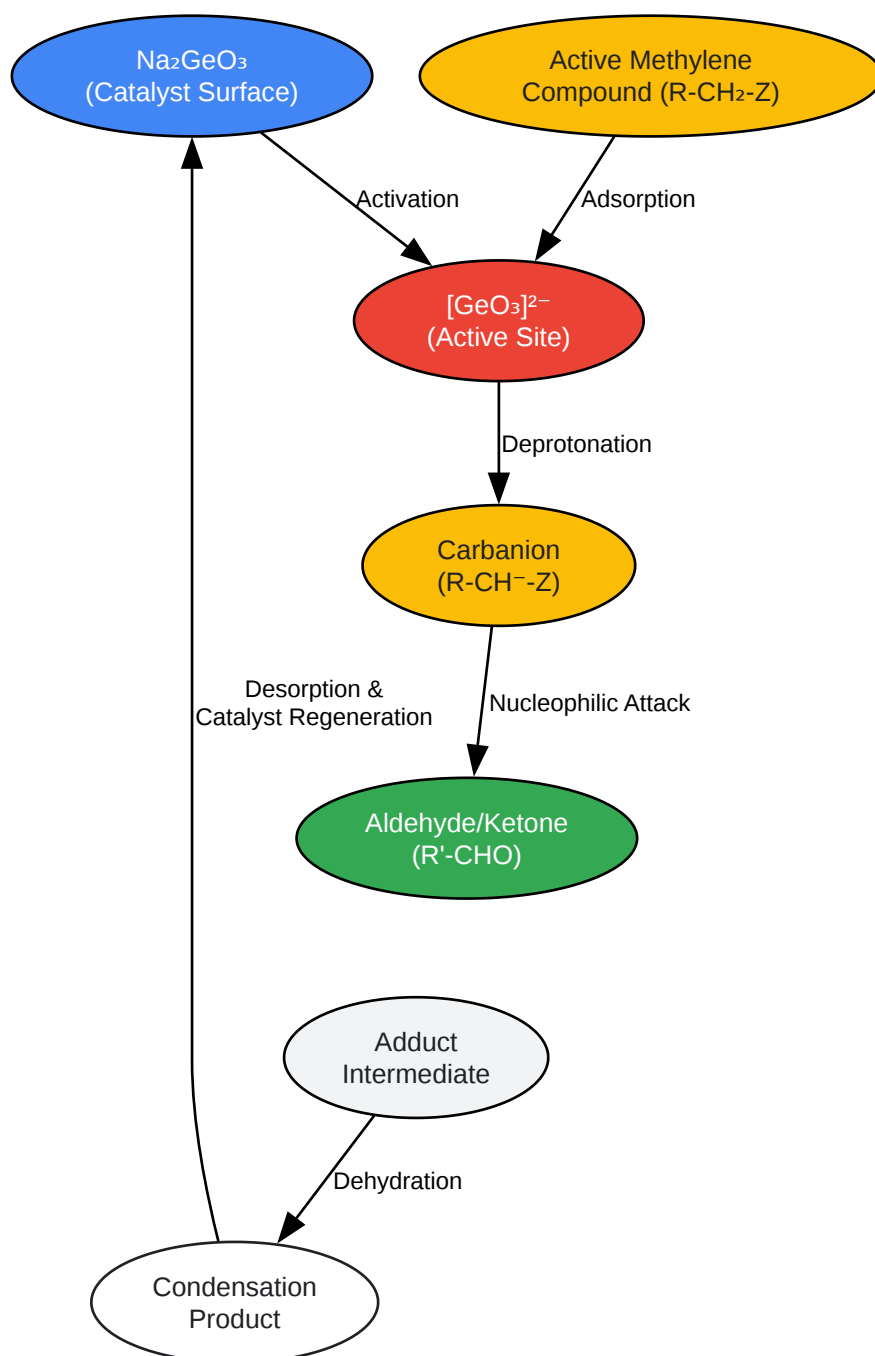 Na₂GeO₃
(Catalyst Surface)
Active Methylene
Compound (R-CH₂-Z)
Activation
Adsorption
[GeO₃]²⁻
(Active Site)
Deprotonation
Carbanion
(R-CH⁻-Z)
Desorption &
Catalyst Regeneration
Nucleophilic Attack
Aldehyde/Ketone
(R'-CHO)
Adduct
Intermediate
Dehydration
Condensation
Product